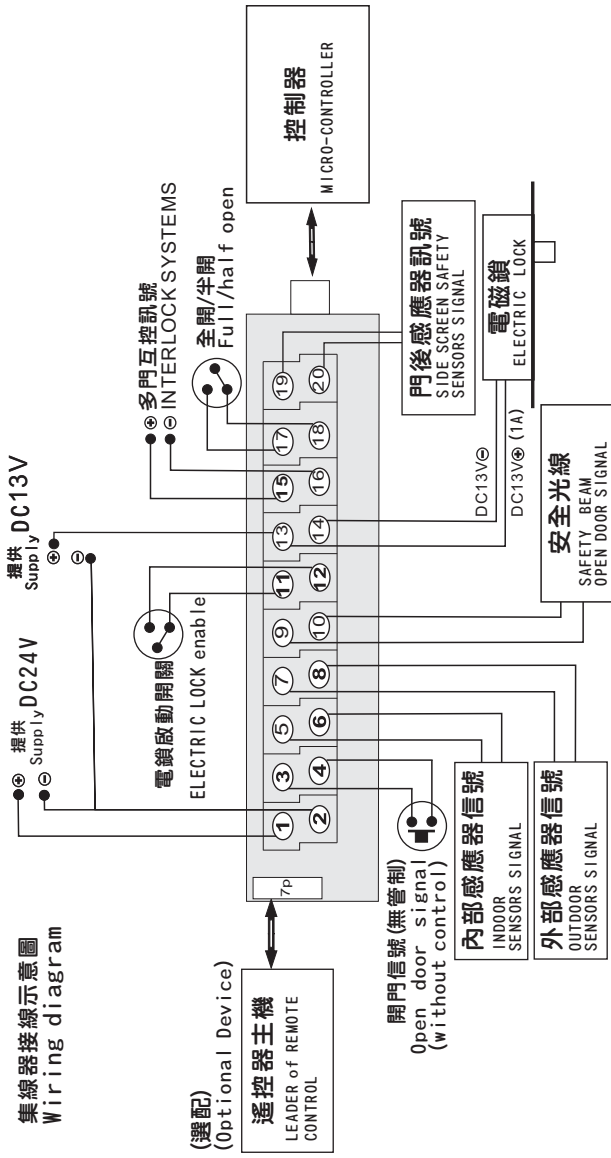 集線器接線示意圖
Wiring diagram
提供
Supply DC24V
⊕
⊖
提供
Supply DC13V
⊕
⊖
電鎖啟動開關
ELECTRIC LOCK enable
⊕ 多門互控訊號
⊖ INTERLOCK SYSTEMS
全開/半開
Full/half open
(選配)
(Optional Device)
遙控器主機
LEADER of REMOTE
CONTROL
7p
1 3 5 7 9 11 13 15 17 19
2 4 6 8 10 12 14 16 18 20
控制器
MICRO-CONTROLLER
開門信號(無管制)
Open door signal
(without control)
內部感應器信號
INDOOR
SENSORS SIGNAL
外部感應器信號
OUTDOOR
SENSORS SIGNAL
安全光線
SAFETY BEAM
OPEN DOOR SIGNAL
DC13V⊖
DC13V⊕ (1A)
門後感應器訊號
SIDE SCREEN SAFETY
SENSORS SIGNAL
電磁鎖
ELECTRIC LOCK